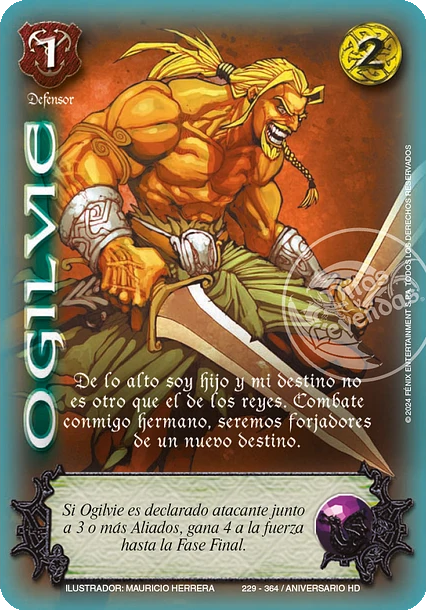 1
2
Defensor
OGILVIE
© 2024 FÉNIX ENTERTAINMENT S.P.A. TODOS LOS DERECHOS RESERVADOS
Mitos y
Leyendas
De lo alto soy hijo y mi destino no
es otro que el de los reyes. Combate
conmigo hermano, seremos forjadores
de un nuevo destino.
Si Ogilvie es declarado atacante junto
a 3 o más Aliados, gana 4 a la fuerza
hasta la Fase Final.
ILUSTRADOR: MAURICIO HERRERA 229 - 364 / ANIVERSARIO HD